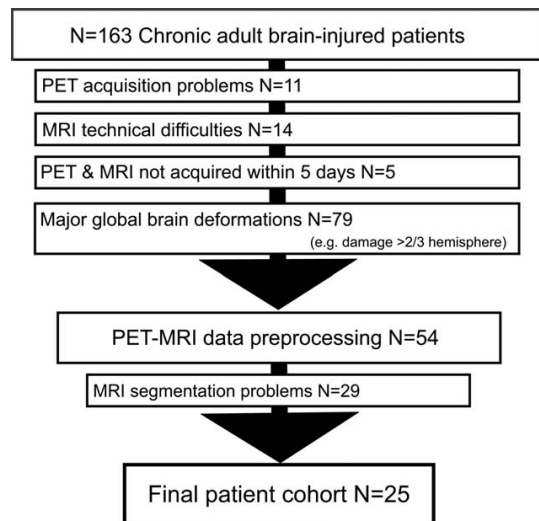 N=163 Chronic adult brain-injured patients
PET acquisition problems N=11
MRI technical difficulties N=14
PET & MRI not acquired within 5 days N=5
Major global brain deformations N=79
(e.g. damage >2/3 hemisphere)
PET-MRI data preprocessing N=54
MRI segmentation problems N=29
Final patient cohort N=25